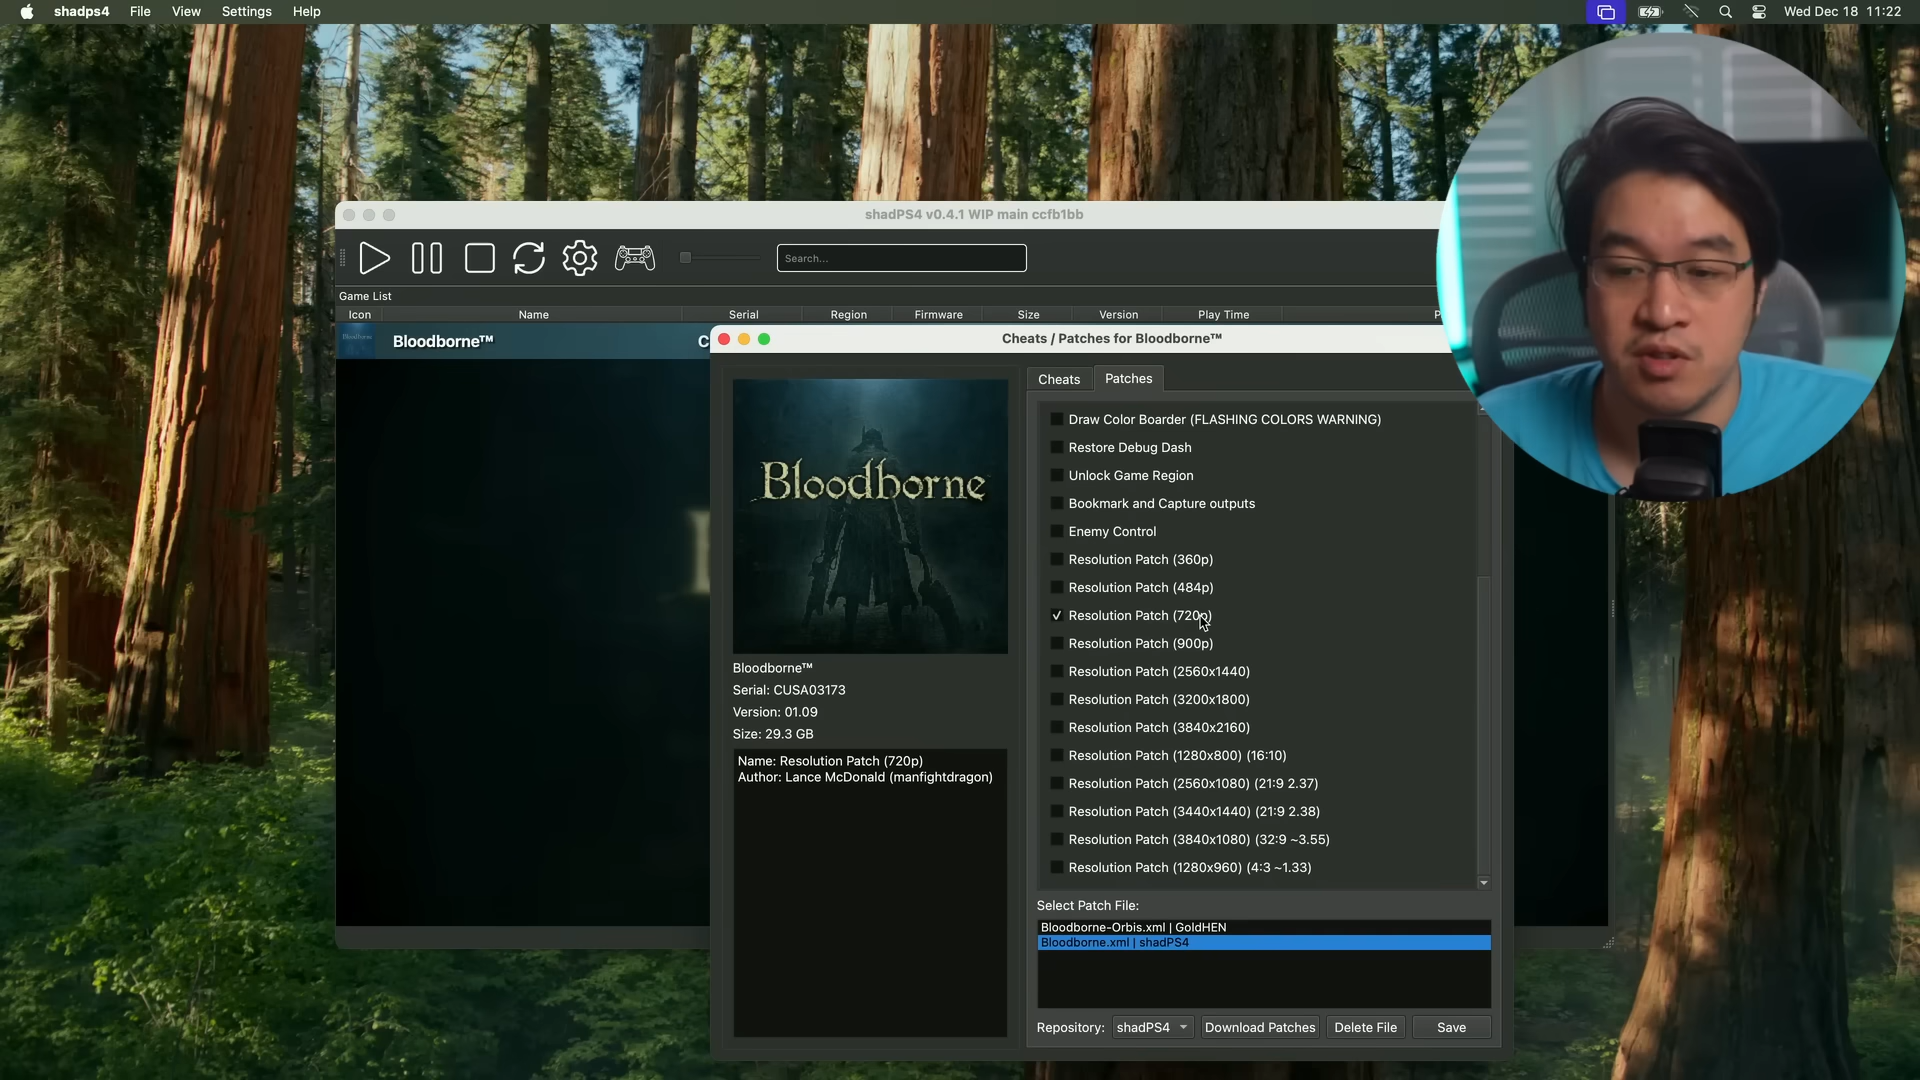 shadps4 File View Settings Help Wed Dec 18 11:22
shadPS4 v0.4.1 WIP main ccfb1bb
Search...
Game List
Icon Name Serial Region Firmware Size Version Play Time P
Bloodborne™ C
Cheats / Patches for Bloodborne™
Cheats Patches
Bloodborne
Draw Color Boarder (FLASHING COLORS WARNING)
Restore Debug Dash
Unlock Game Region
Bookmark and Capture outputs
Enemy Control
Resolution Patch (360p)
Resolution Patch (484p)
Resolution Patch (720p)
Resolution Patch (900p)
Resolution Patch (2560x1440)
Resolution Patch (3200x1800)
Resolution Patch (3840x2160)
Resolution Patch (1280x800) (16:10)
Resolution Patch (2560x1080) (21:9 2.37)
Resolution Patch (3440x1440) (21:9 2.38)
Resolution Patch (3840x1080) (32:9 ~3.55)
Resolution Patch (1280x960) (4:3 ~1.33)
Bloodborne™
Serial: CUSA03173
Version: 01.09
Size: 29.3 GB
Name: Resolution Patch (720p)
Author: Lance McDonald (manfightdragon)
Select Patch File:
Bloodborne-Orbis.xml | GoldHEN
Bloodborne.xml | shadPS4
Repository: shadPS4 Download Patches Delete File Save